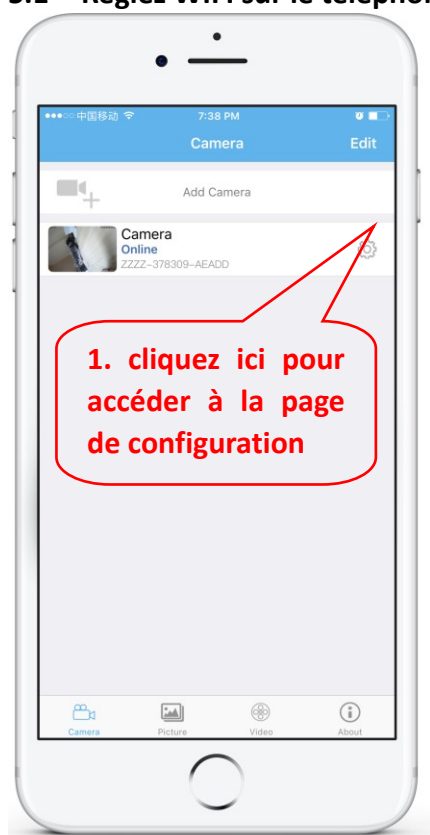 Réglez WIFI sur le téléphon
●●●○○ 中国移动 7:38 PM
Camera Edit
Add Camera
Camera
Online
ZZZZ-378309-AEADD
1. cliquez ici pour
accéder à la page
de configuration
Camera Picture Video About